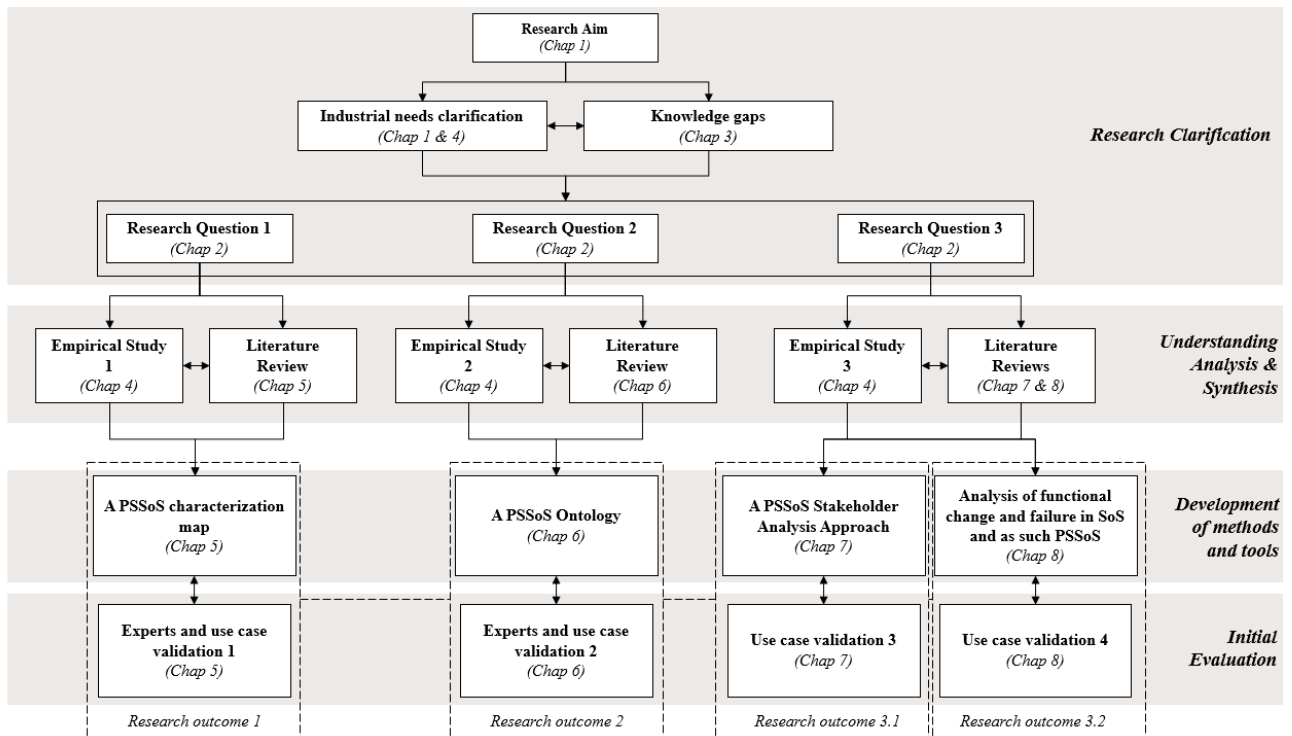 Research Aim
(Chap 1)
Industrial needs clarification
(Chap 1 & 4)
Knowledge gaps
(Chap 3)
Research Clarification
Research Question 1
(Chap 2)
Research Question 2
(Chap 2)
Research Question 3
(Chap 2)
Empirical Study
1
(Chap 4)
Literature
Review
(Chap 5)
Empirical Study
2
(Chap 4)
Literature
Review
(Chap 6)
Empirical Study
3
(Chap 4)
Literature
Reviews
(Chap 7 & 8)
Understanding
Analysis &
Synthesis
A PSSoS characterization
map
(Chap 5)
A PSSoS Ontology
(Chap 6)
A PSSoS Stakeholder
Analysis Approach
(Chap 7)
Analysis of functional
change and failure in SoS
and as such PSSoS
(Chap 8)
Development
of methods
and tools
Experts and use case
validation 1
(Chap 5)
Experts and use case
validation 2
(Chap 6)
Use case validation 3
(Chap 7)
Use case validation 4
(Chap 8)
Initial
Evaluation
Research outcome 1
Research outcome 2
Research outcome 3.1
Research outcome 3.2